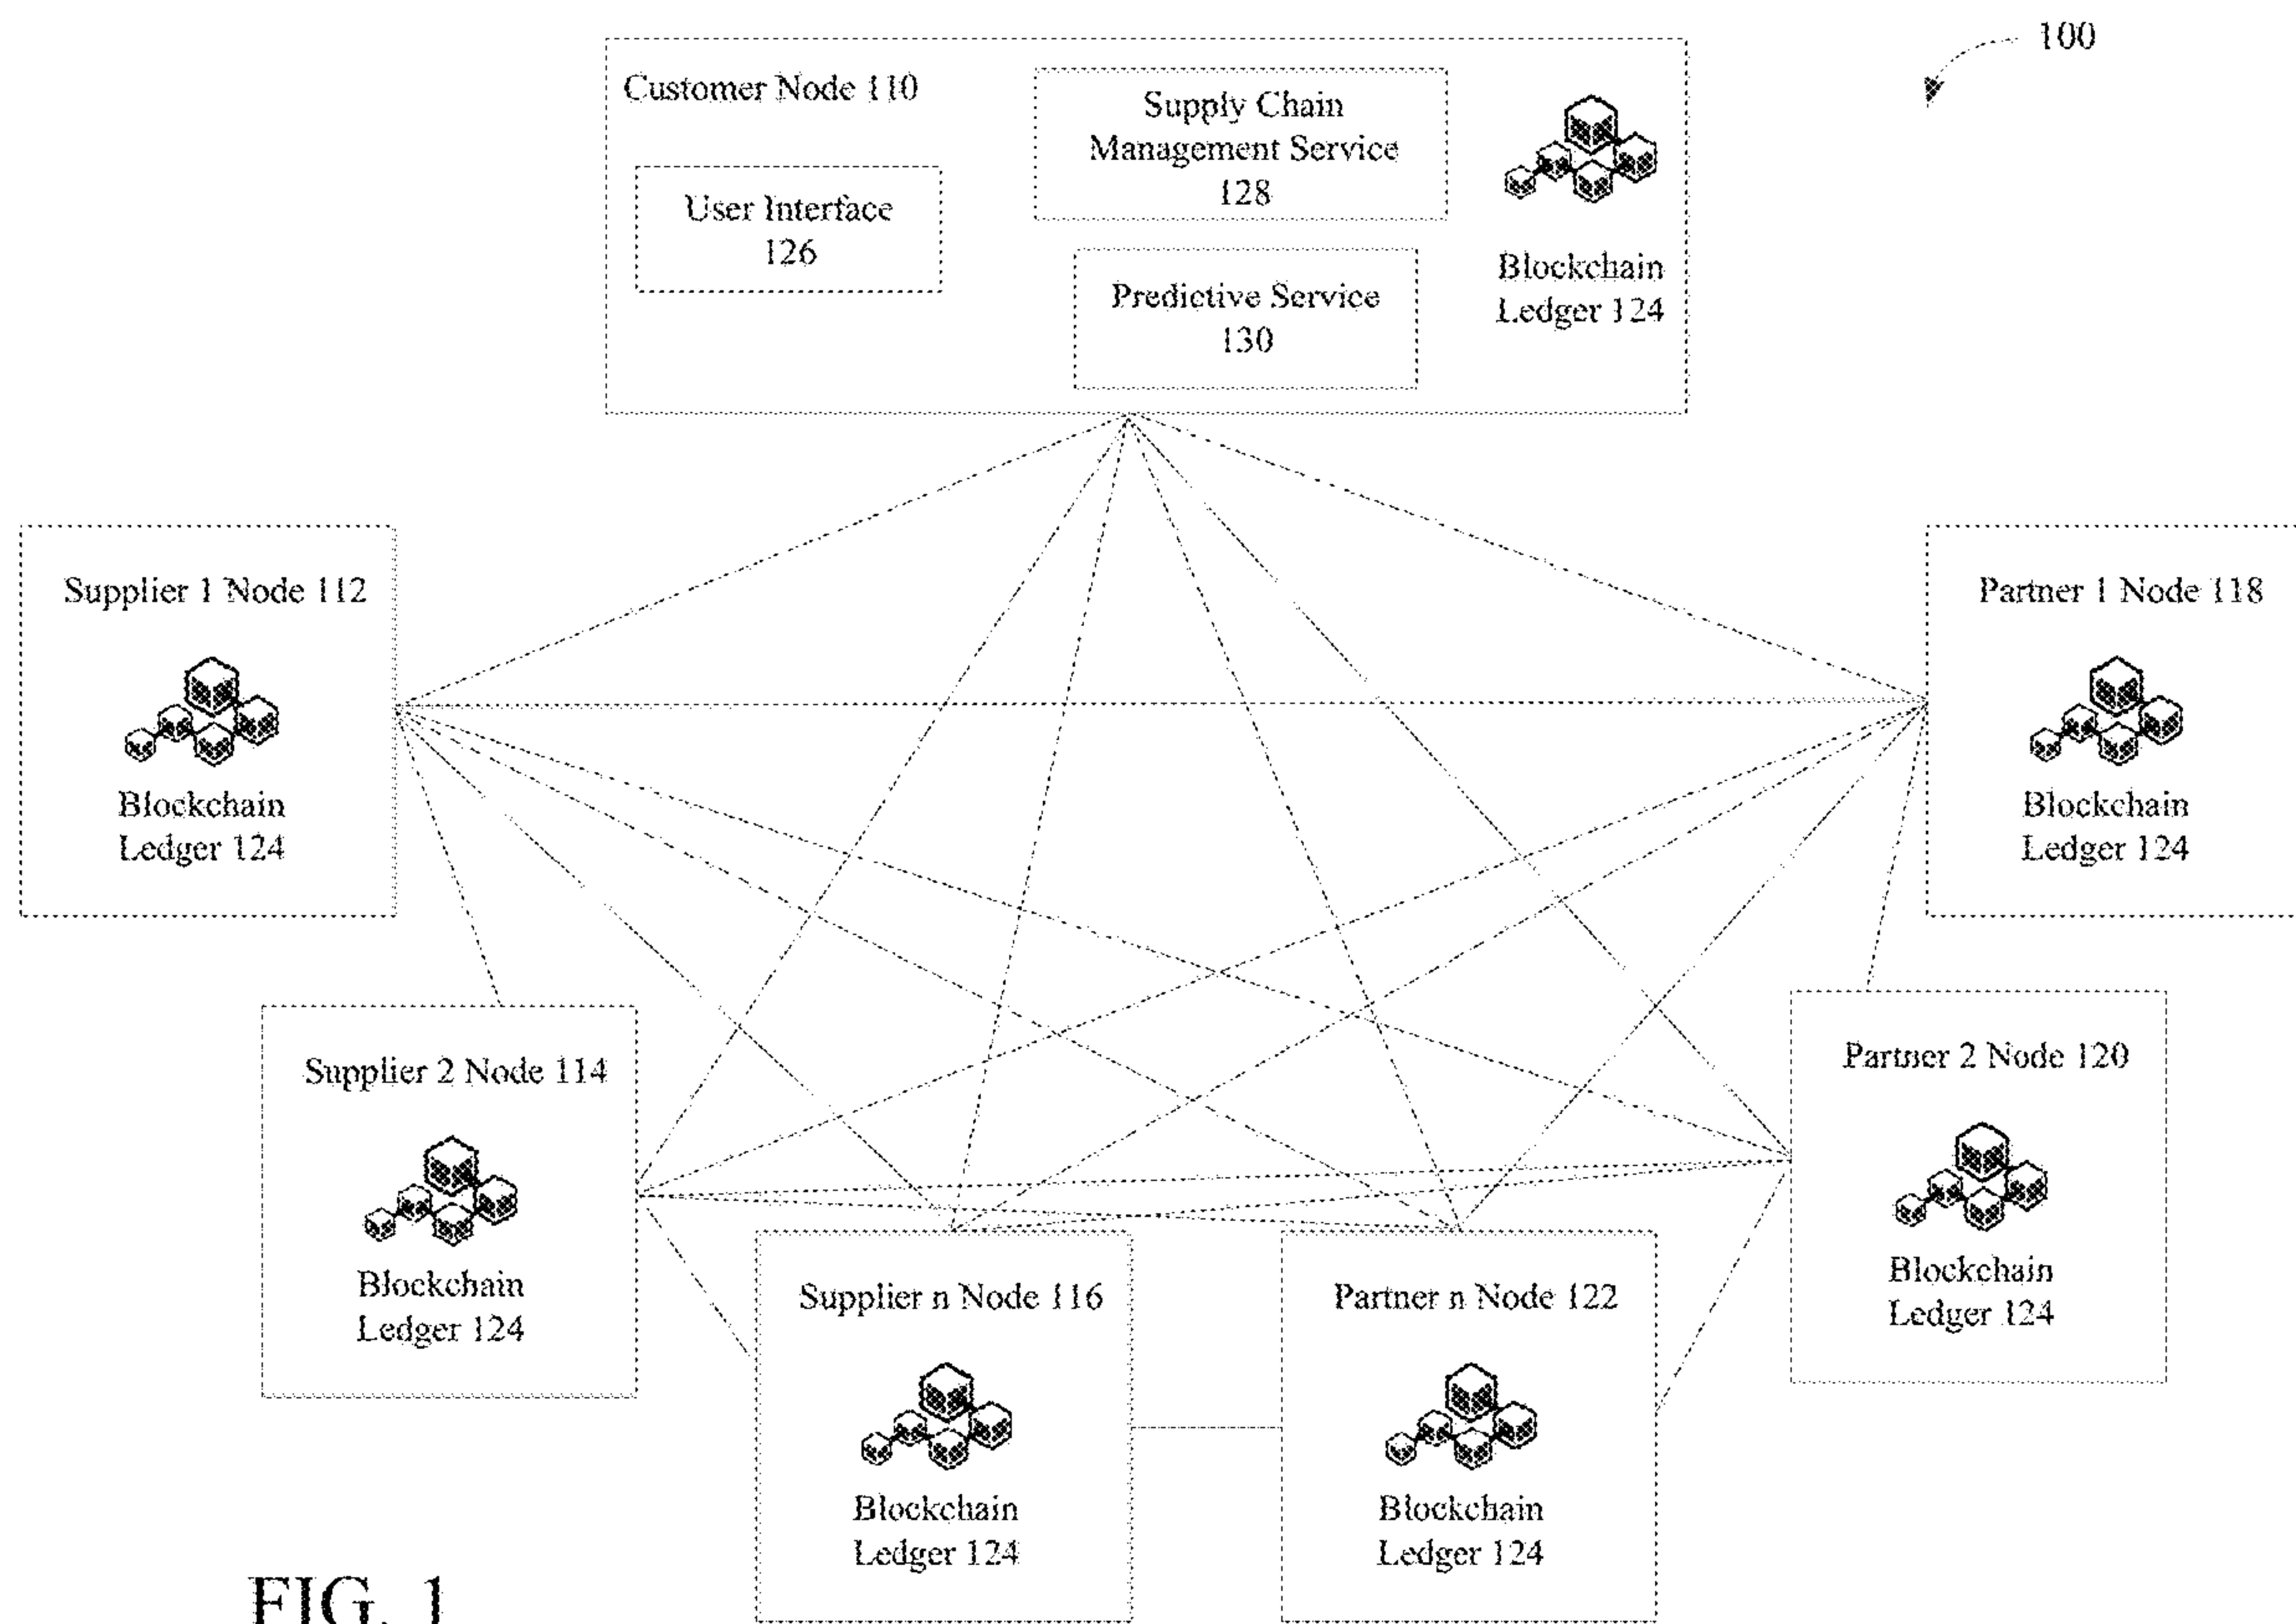 100
Customer Node 110
Supply Chain
Management Service
128
User Interface
126
Predictive Service
130
Blockchain
Ledger 124
Supplier 1 Node 112
Blockchain
Ledger 124
Partner 1 Node 118
Blockchain
Ledger 124
Supplier 2 Node 114
Blockchain
Ledger 124
Partner 2 Node 120
Blockchain
Ledger 124
Supplier n Node 116
Blockchain
Ledger 124
Partner n Node 122
Blockchain
Ledger 124
FIG. 1